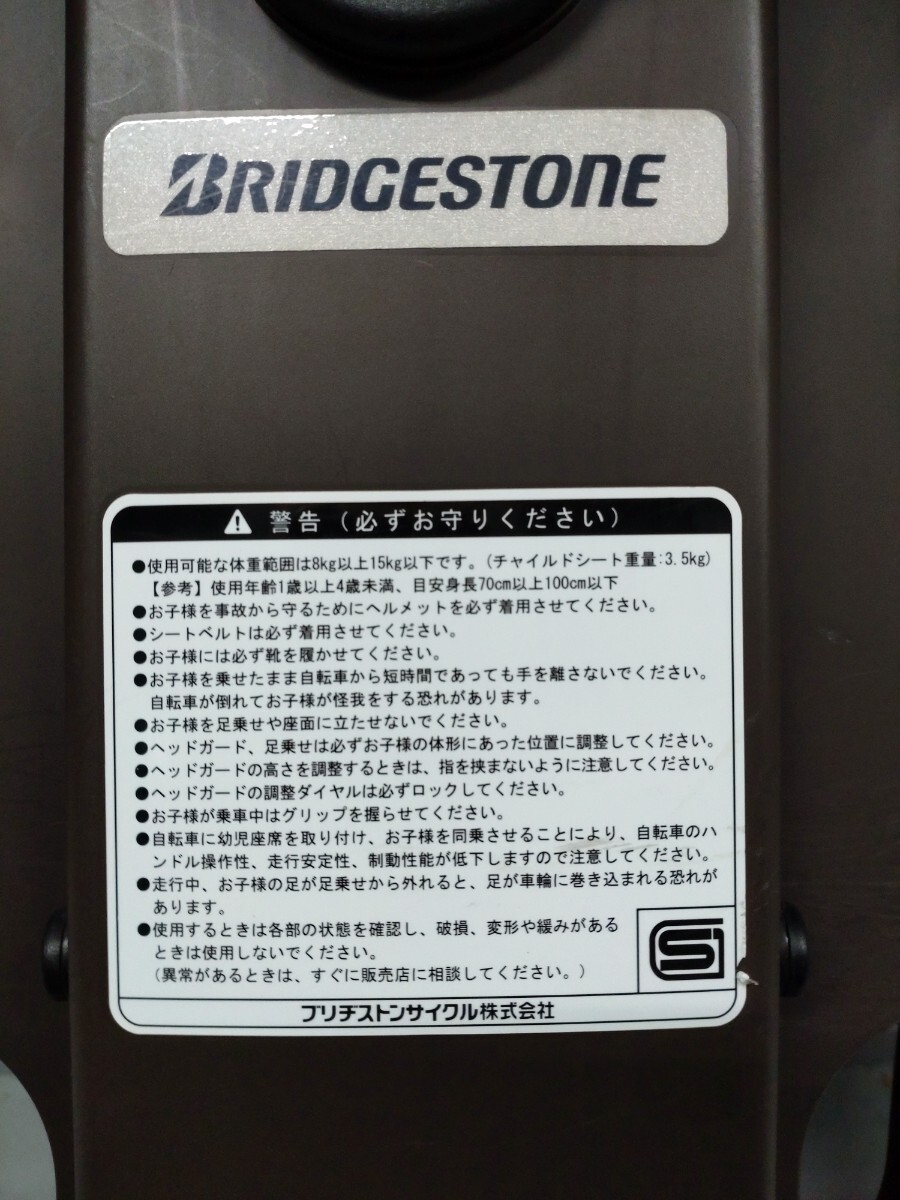 BRIDGESTONE
⚠ 警告（必ずお守りください）
●使用可能な体重範囲は8kg以上15kg以下です。(チャイルドシート重量:3.5kg)
【参考】使用年齢1歳以上4歳未満、目安身長70cm以上100cm以下
●お子様を事故から守るためにヘルメットを必ず着用させてください。
●シートベルトは必ず着用させてください。
●お子様には必ず靴を履かせてください。
●お子様を乗せたまま自転車から短時間であっても手を離さないでください。
自転車が倒れてお子様が怪我をする恐れがあります。
●お子様を足乗せや座面に立たせないでください。
●ヘッドガード、足乗せは必ずお子様の体形にあった位置に調整してください。
●ヘッドガードの高さを調整するときは、指を挟まないように注意してください。
●ヘッドガードの調整ダイヤルは必ずロックしてください。
●お子様が乗車中はグリップを握らせてください。
●自転車に幼児座席を取り付け、お子様を同乗させることにより、自転車のハ
ンドル操作性、走行安定性、制動性能が低下しますので注意してください。
●走行中、お子様の足が足乗せから外れると、足が車輪に巻き込まれる恐れが
あります。
●使用するときは各部の状態を確認し、破損、変形や緩みがある
ときは使用しないでください。
(異常があるときは、すぐに販売店に相談してください。)
ブリヂストンサイクル株式会社